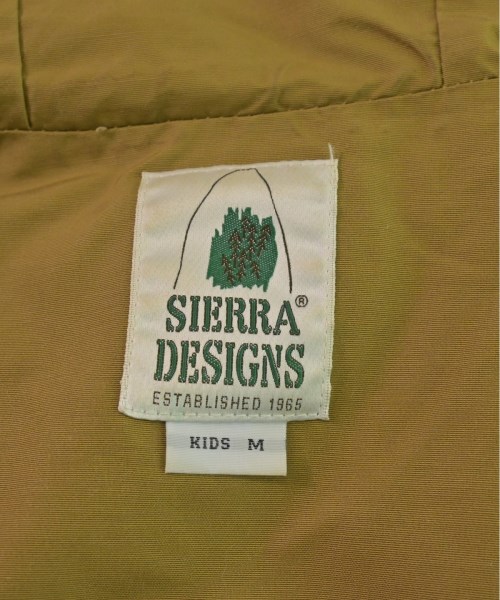 SIERRA®
DESIGNS
ESTABLISHED 1965
KIDS M